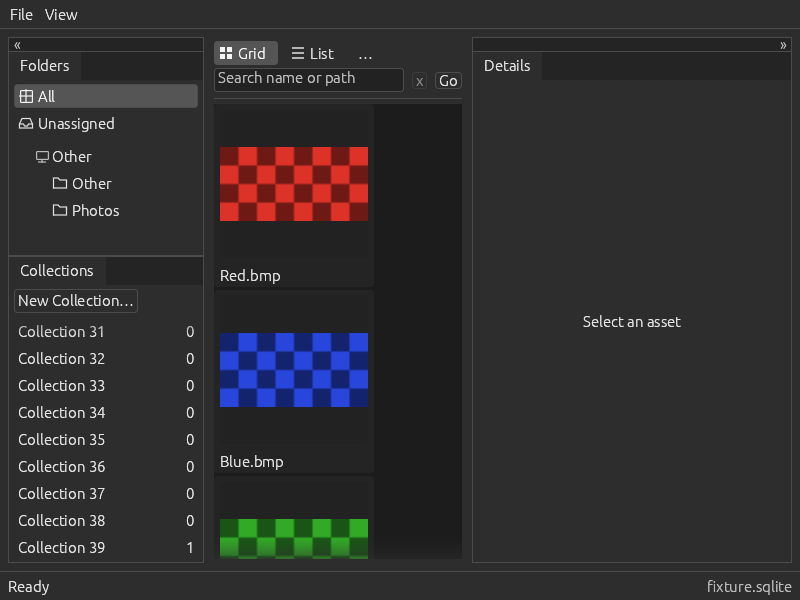 File View
«
Folders
All
Unassigned
Other
Other
Photos
Collections
New Collection...
Collection 31 0
Collection 32 0
Collection 33 0
Collection 34 0
Collection 35 0
Collection 36 0
Collection 37 0
Collection 38 0
Collection 39 1
Grid List ...
Search name or path x Go
Red.bmp
Blue.bmp
»
Details
Select an asset
Ready fixture.sqlite